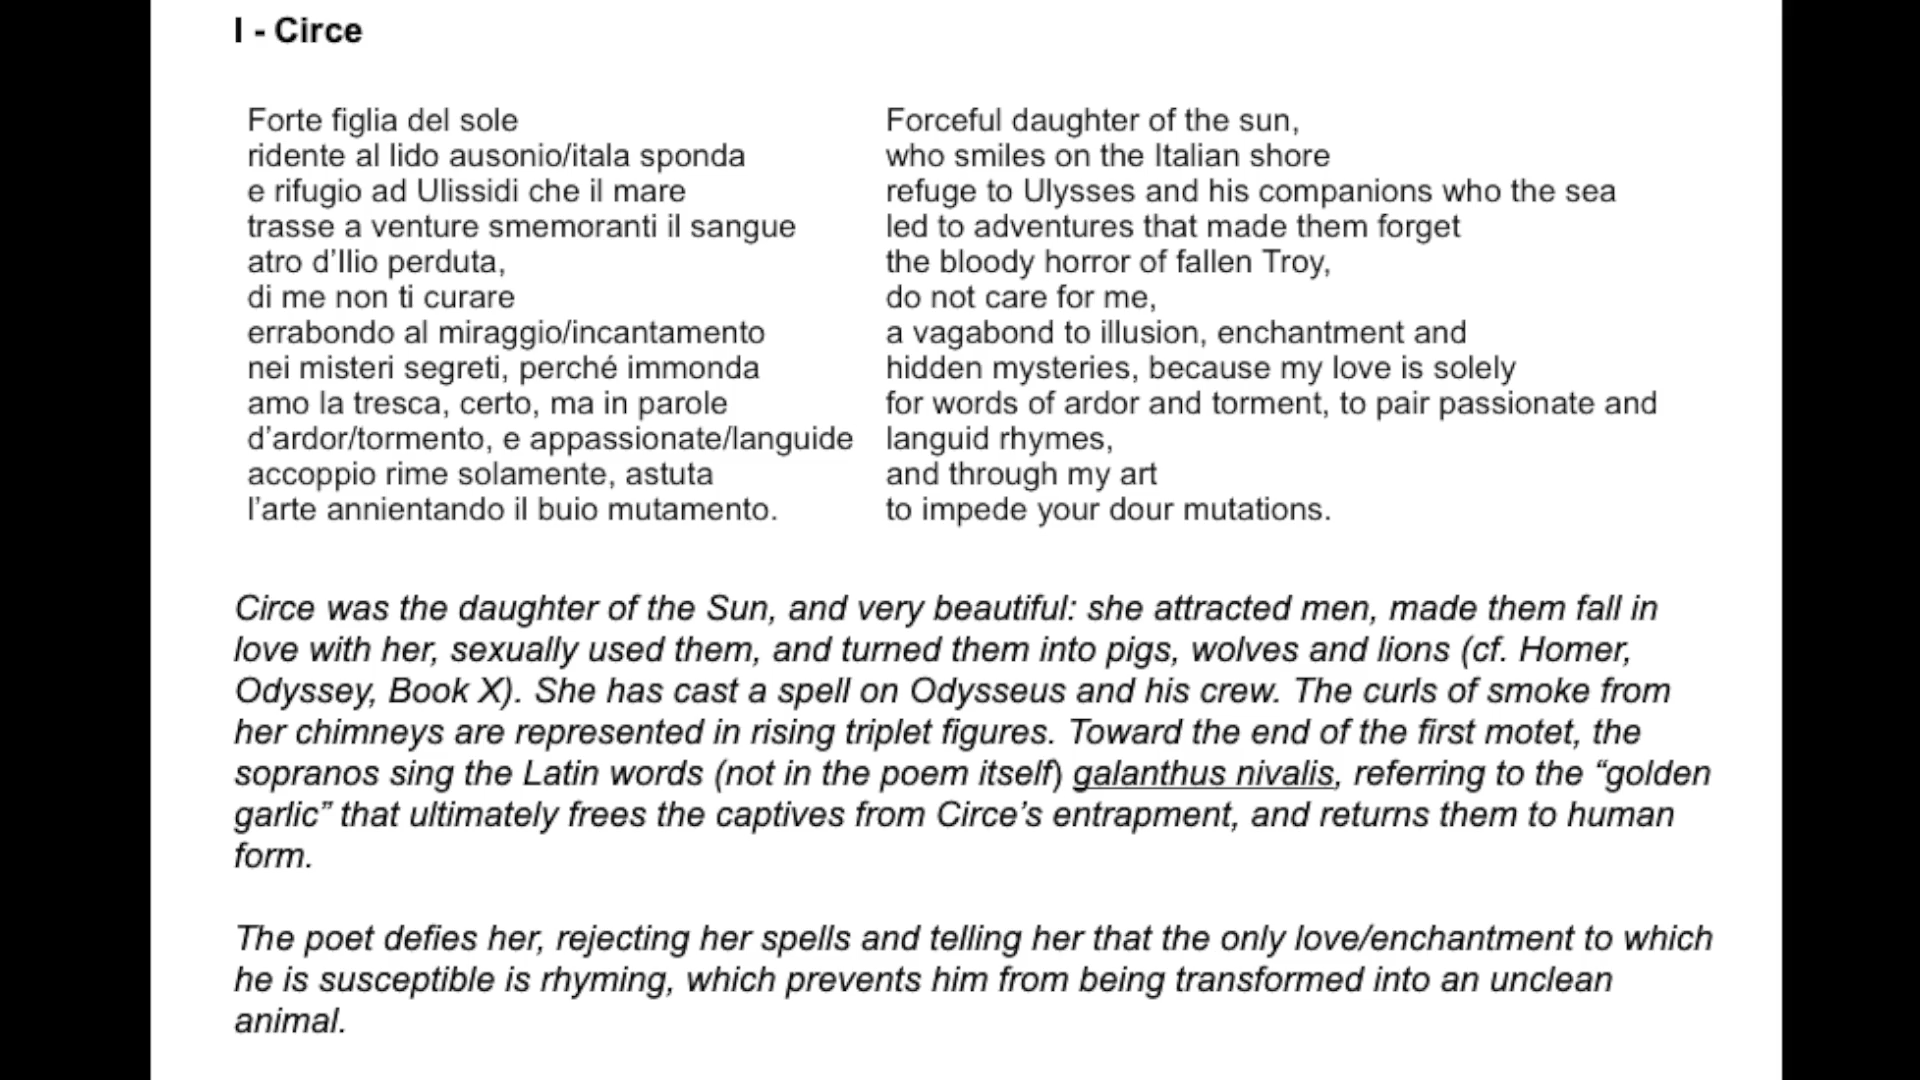 I - Circe
Forte figlia del sole
ridente al lido ausonio/itala sponda
e rifugio ad Ulissidi che il mare
trasse a venture smemoranti il sangue
atro d'Ilio perduta,
di me non ti curare
errabondo al miraggio/incantamento
nei misteri segreti, perché immonda
amo la tresca, certo, ma in parole
d'ardor/tormento, e appassionate/languide
accoppio rime solamente, astuta
l'arte annientando il buio mutamento.
Forceful daughter of the sun,
who smiles on the Italian shore
refuge to Ulysses and his companions who the sea
led to adventures that made them forget
the bloody horror of fallen Troy,
do not care for me,
a vagabond to illusion, enchantment and
hidden mysteries, because my love is solely
for words of ardor and torment, to pair passionate and
languid rhymes,
and through my art
to impede your dour mutations.
Circe was the daughter of the Sun, and very beautiful: she attracted men, made them fall in
love with her, sexually used them, and turned them into pigs, wolves and lions (cf. Homer,
Odyssey, Book X). She has cast a spell on Odysseus and his crew. The curls of smoke from
her chimneys are represented in rising triplet figures. Toward the end of the first motet, the
sopranos sing the Latin words (not in the poem itself) galanthus nivalis, referring to the “golden
garlic” that ultimately frees the captives from Circe’s entrapment, and returns them to human
form.
The poet defies her, rejecting her spells and telling her that the only love/enchantment to which
he is susceptible is rhyming, which prevents him from being transformed into an unclean
animal.